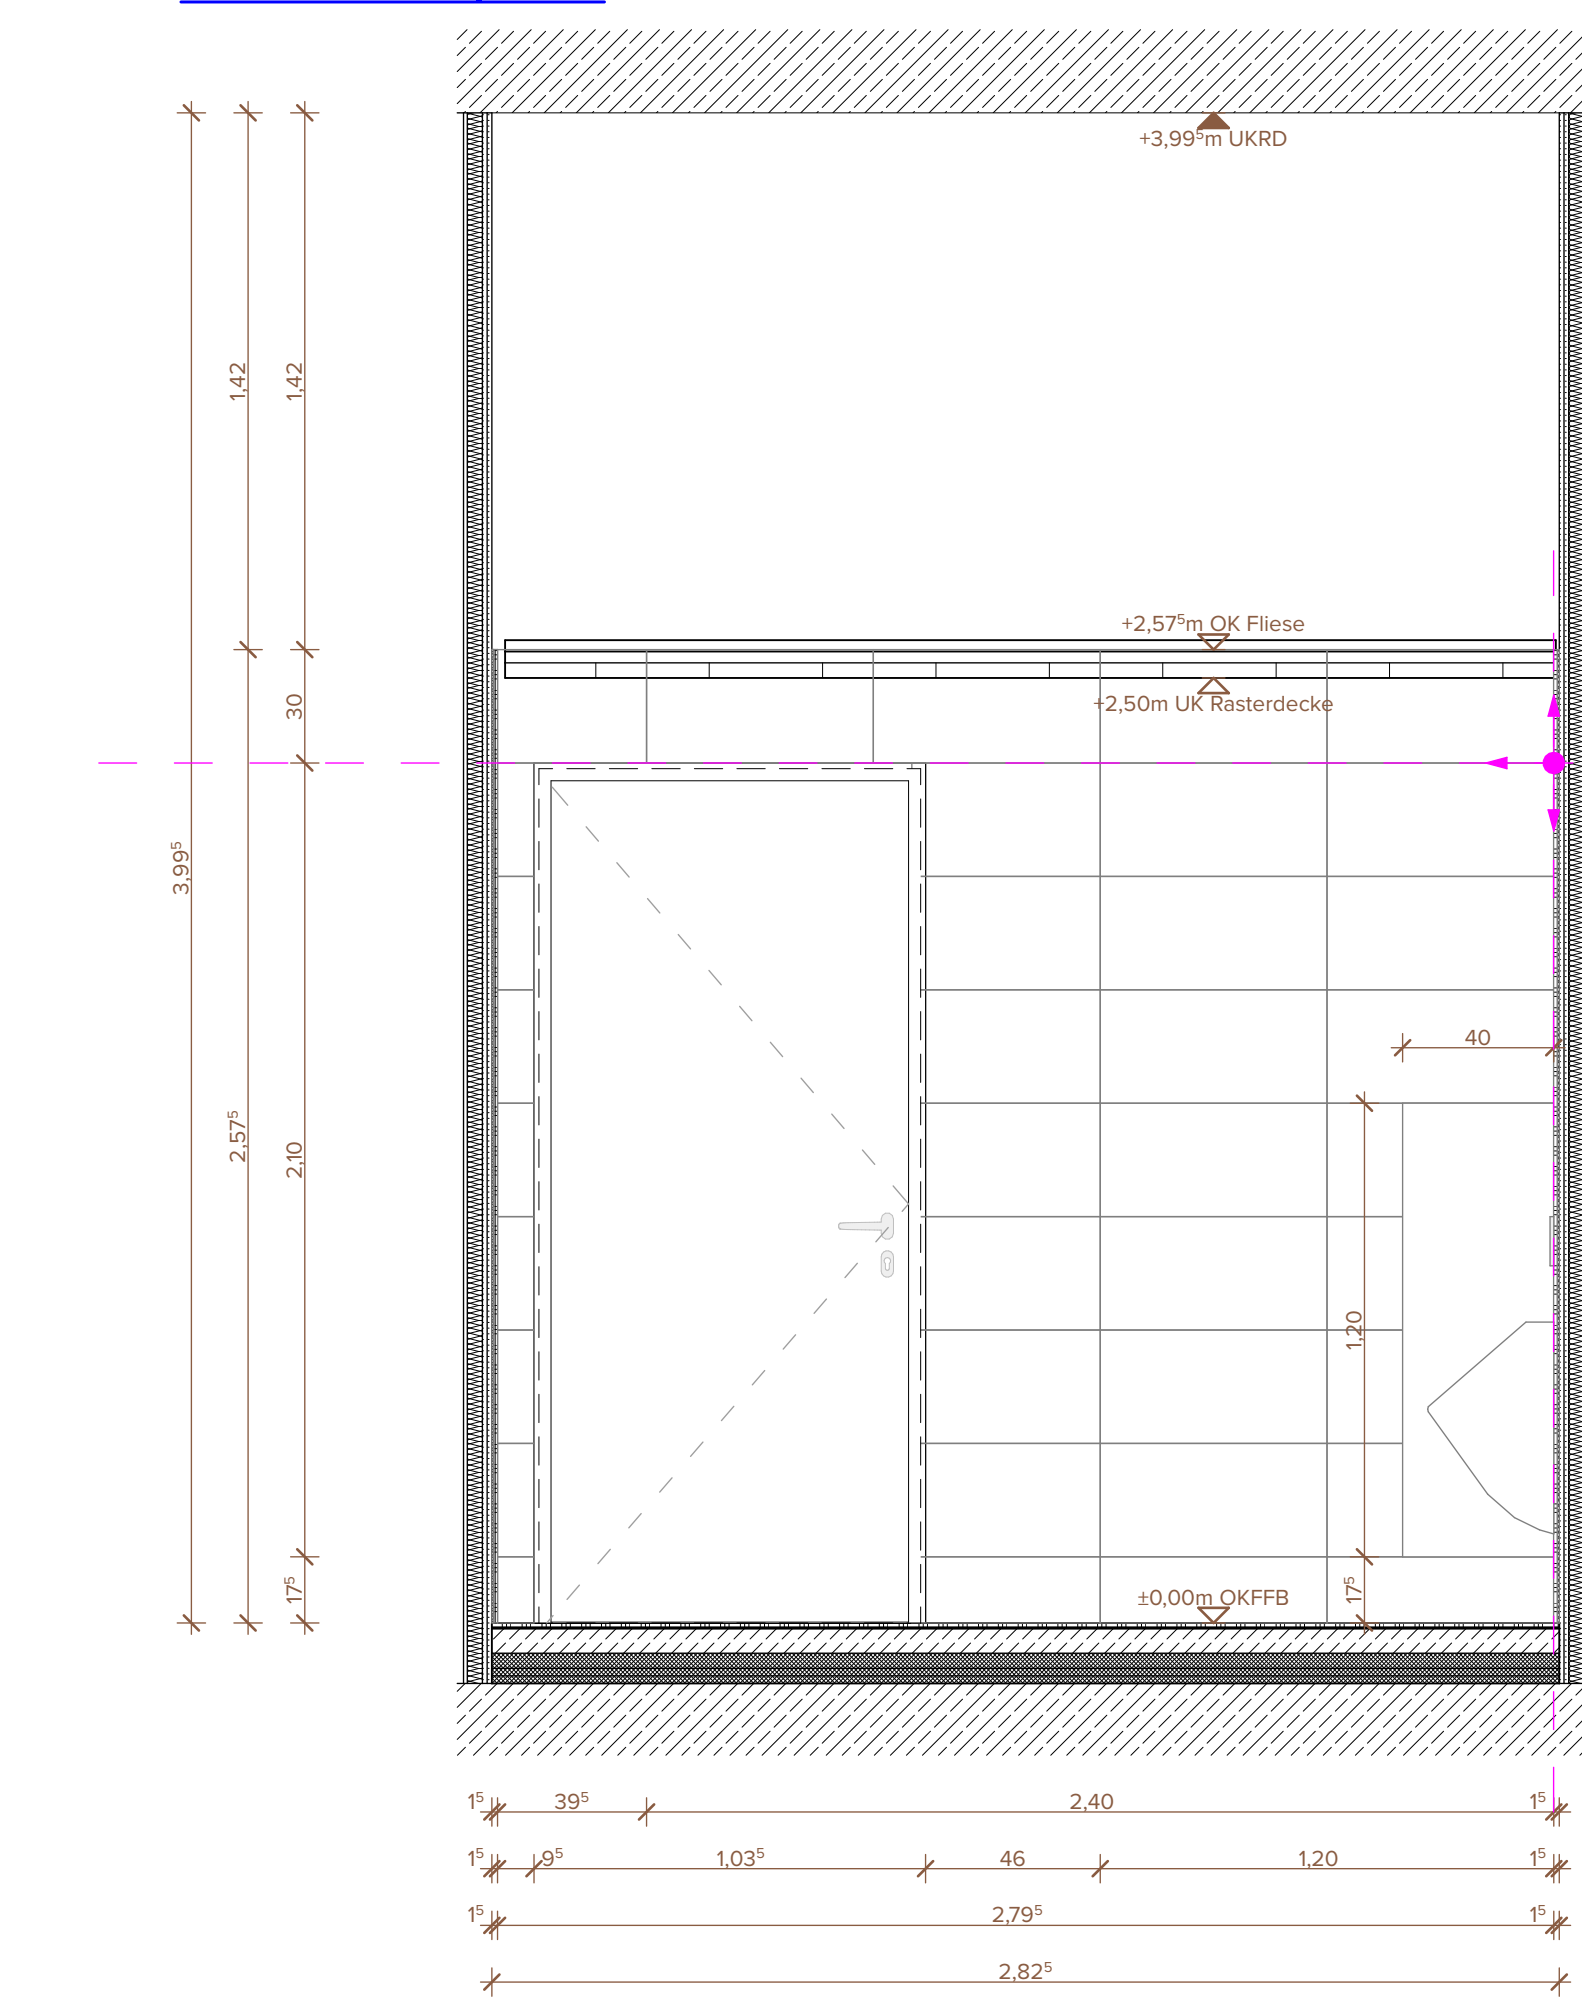 +3,99⁵m UKRD
1,42
1,42
+2,57⁵m OK Fliese
+2,50m UK Rasterdecke
30
3,99⁵
40
2,57⁵
2,10
1,20
17⁵
17⁵
±0,00m OKFFB
1⁵ 39⁵ 2,40 1⁵
1⁵ 9⁵ 1,03⁵ 46 1,20 1⁵
1⁵ 2,79⁵ 1⁵
2,82⁵